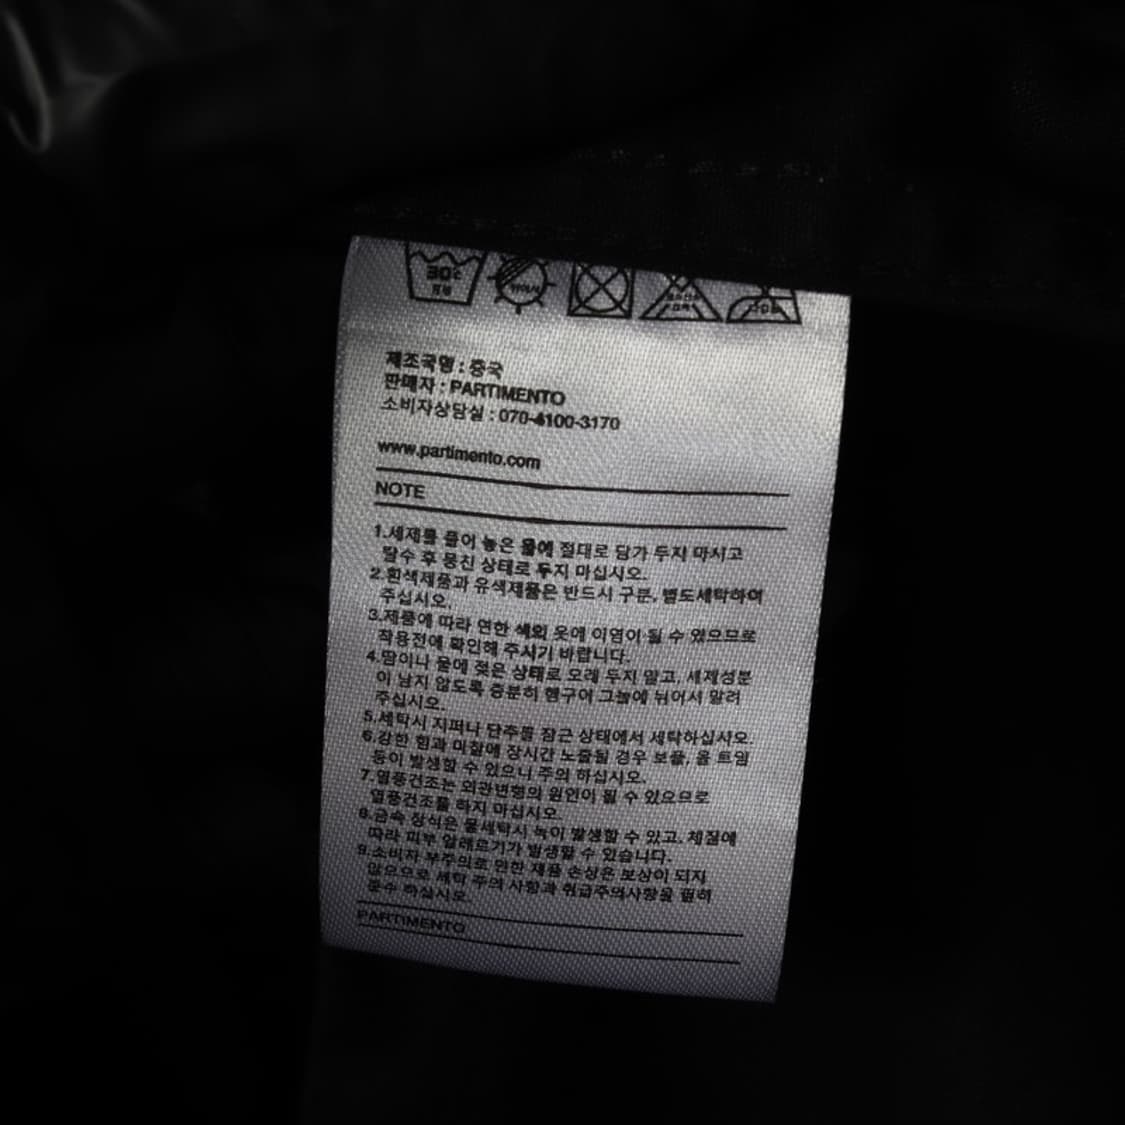 30℃
중성
제조국명 : 중국
판매자 : PARTIMENTO
소비자상담실 : 070-4100-3170
www.partimento.com
NOTE
1.세제를 풀어 놓은 물에 절대로 담가 두지 마시고
탈수 후 뭉친 상태로 두지 마십시오.
2.흰색제품과 유색제품은 반드시 구분, 별도세탁하여
주십시오.
3.제품에 따라 연한 색의 옷에 이염이 될 수 있으므로
착용전에 확인해 주시기 바랍니다.
4.땀이나 물에 젖은 상태로 오래 두지 말고, 세제성분
이 남지 않도록 충분히 헹구어 그늘에 뉘어서 말려
주십시오.
5.세탁시 지퍼나 단추를 잠근 상태에서 세탁하십시오.
6.강한 힘과 마찰에 장시간 노출될 경우 보풀, 올 트임
등이 발생할 수 있으니 주의 하십시오.
7.열풍건조는 외관변형의 원인이 될 수 있으므로
열풍건조를 하지 마십시오.
8.금속 장식은 물세탁시 녹이 발생할 수 있고, 체질에
따라 피부 알레르기가 발생할 수 있습니다.
9.소비자 부주의로 인한 제품 손상은 보상이 되지
않으므로 세탁 주의 사항과 취급주의사항을 필히
준수 하십시오.
PARTIMENTO